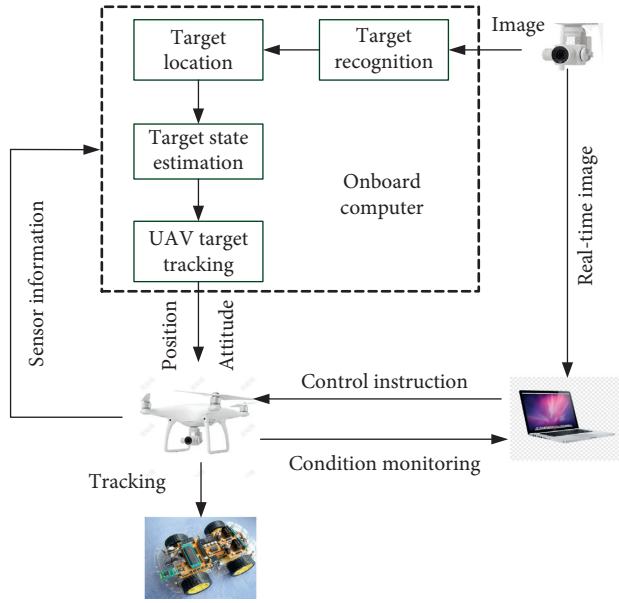 Target
location
Target
recognition
Image
Target state
estimation
Onboard
computer
UAV target
tracking
Sensor information
Real-time image
Position
Attitude
Control instruction
Condition monitoring
Tracking